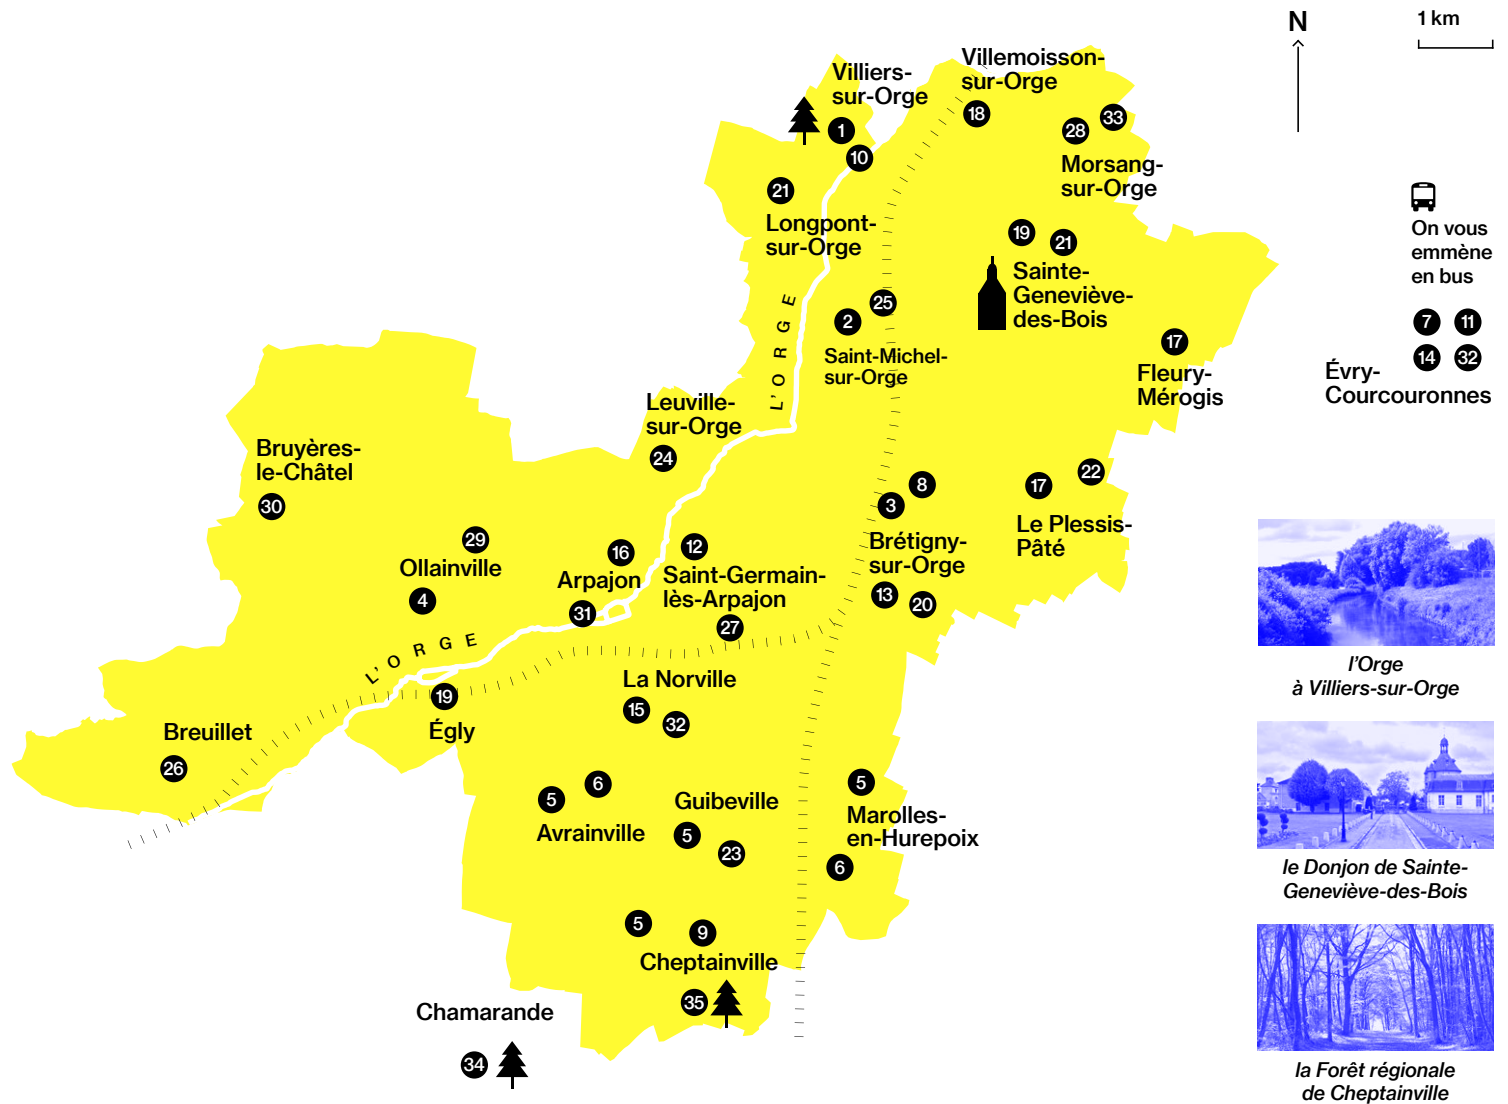 N
1 km
Villiers-
sur-Orge
1
10
Villemoisson-
sur-Orge
18
28
33
Morsang-
sur-Orge
21
Longpont-
sur-Orge
19
21
Sainte-
Geneviève-
des-Bois
On vous
emmène
en bus
7
11
14
32
Évry-
Courcouronnes
L'ORGE
2
25
Saint-Michel-
sur-Orge
17
Fleury-
Mérogis
Leuville-
sur-Orge
24
Bruyères-
le-Châtel
30
3
8
Brétigny-
sur-Orge
13
20
17
22
Le Plessis-
Pâté
29
Ollainville
4
16
Arpajon
31
12
Saint-Germain-
lès-Arpajon
27
L'ORGE
19
Égly
La Norville
15
32
Breuillet
26
5
6
Avrainville
Guibeville
5
23
5
Marolles-
en-Hurepoix
6
5
9
Cheptainville
35
Chamarande
34
l'Orge
à Villiers-sur-Orge
le Donjon de Sainte-
Geneviève-des-Bois
la Forêt régionale
de Cheptainville